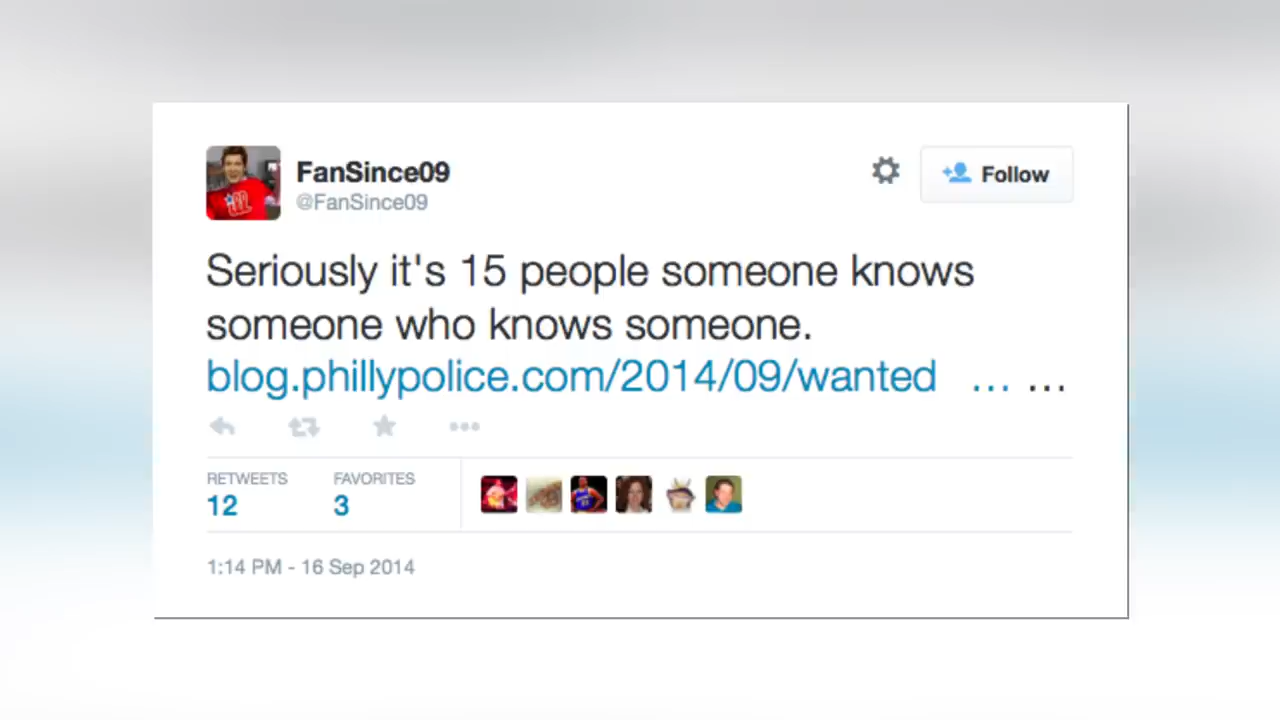 FanSince09
@FanSince09
Follow
Seriously it's 15 people someone knows
someone who knows someone.
blog.phillypolice.com/2014/09/wanted ... ...
RETWEETS
FAVORITES
12
3
1:14 PM - 16 Sep 2014